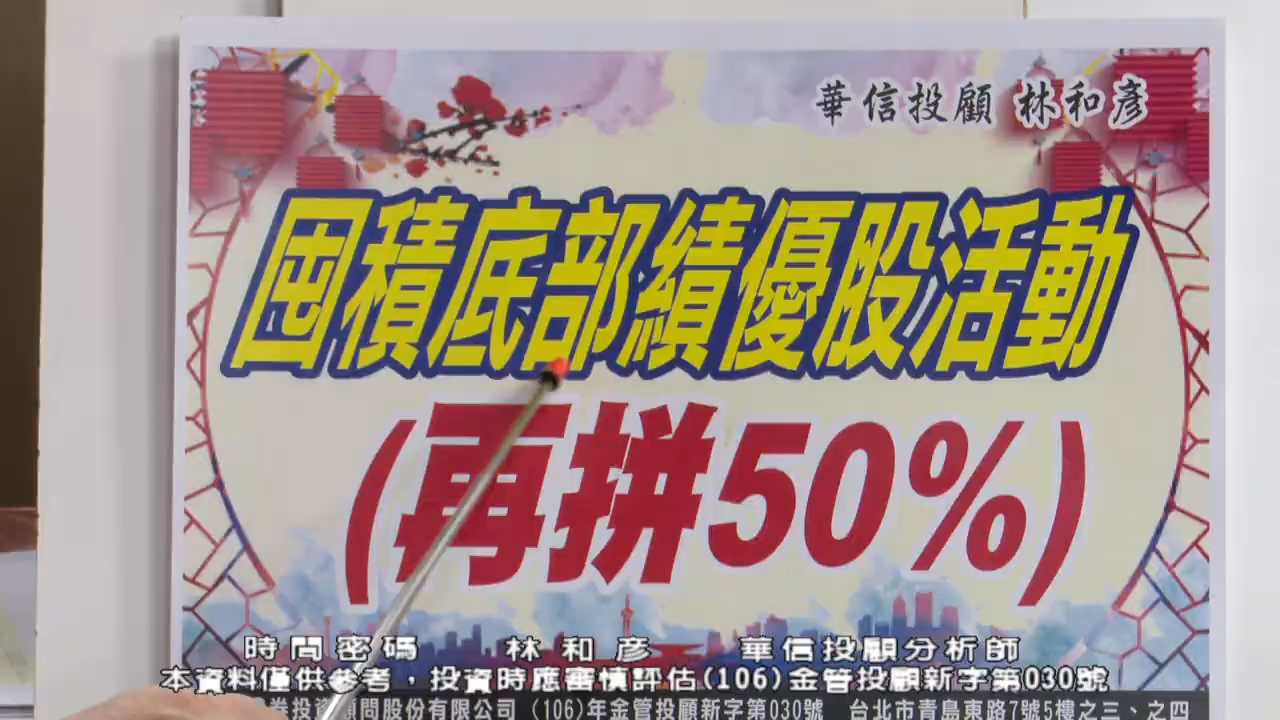 華信投顧 林和彥
囤積底部績優股活動
(再拼50%)
時間密碼 林和彥 華信投顧分析師
本資料僅供參考，投資時應審慎評估(106)金管投顧新字第030號
券投資顧問股份有限公司 (106)年金管投顧新字第030號 台北市青島東路7號5樓之三、之四